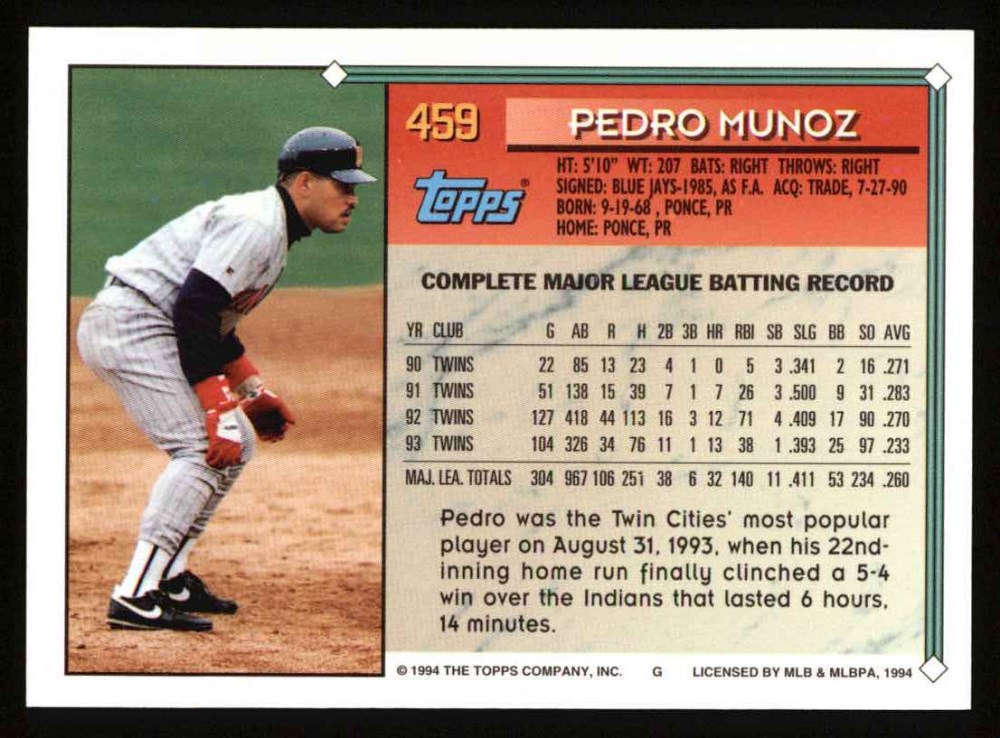 459
PEDRO MUNOZ
TOPPS®
HT: 5'10" WT: 207 BATS: RIGHT THROWS: RIGHT
SIGNED: BLUE JAYS-1985, AS F.A. ACQ: TRADE, 7-27-90
BORN: 9-19-68 , PONCE, PR
HOME: PONCE, PR
COMPLETE MAJOR LEAGUE BATTING RECORD
YR CLUB G AB R H 2B 3B HR RBI SB SLG BB SO AVG
90 TWINS 22 85 13 23 4 1 0 5 3 .341 2 16 .271
91 TWINS 51 138 15 39 7 1 7 26 3 .500 9 31 .283
92 TWINS 127 418 44 113 16 3 12 71 4 .409 17 90 .270
93 TWINS 104 326 34 76 11 1 13 38 1 .393 25 97 .233
MAJ. LEA. TOTALS 304 967 106 251 38 6 32 140 11 .411 53 234 .260
Pedro was the Twin Cities' most popular
player on August 31, 1993, when his 22nd-
inning home run finally clinched a 5-4
win over the Indians that lasted 6 hours,
14 minutes.
© 1994 THE TOPPS COMPANY, INC. G LICENSED BY MLB & MLBPA, 1994